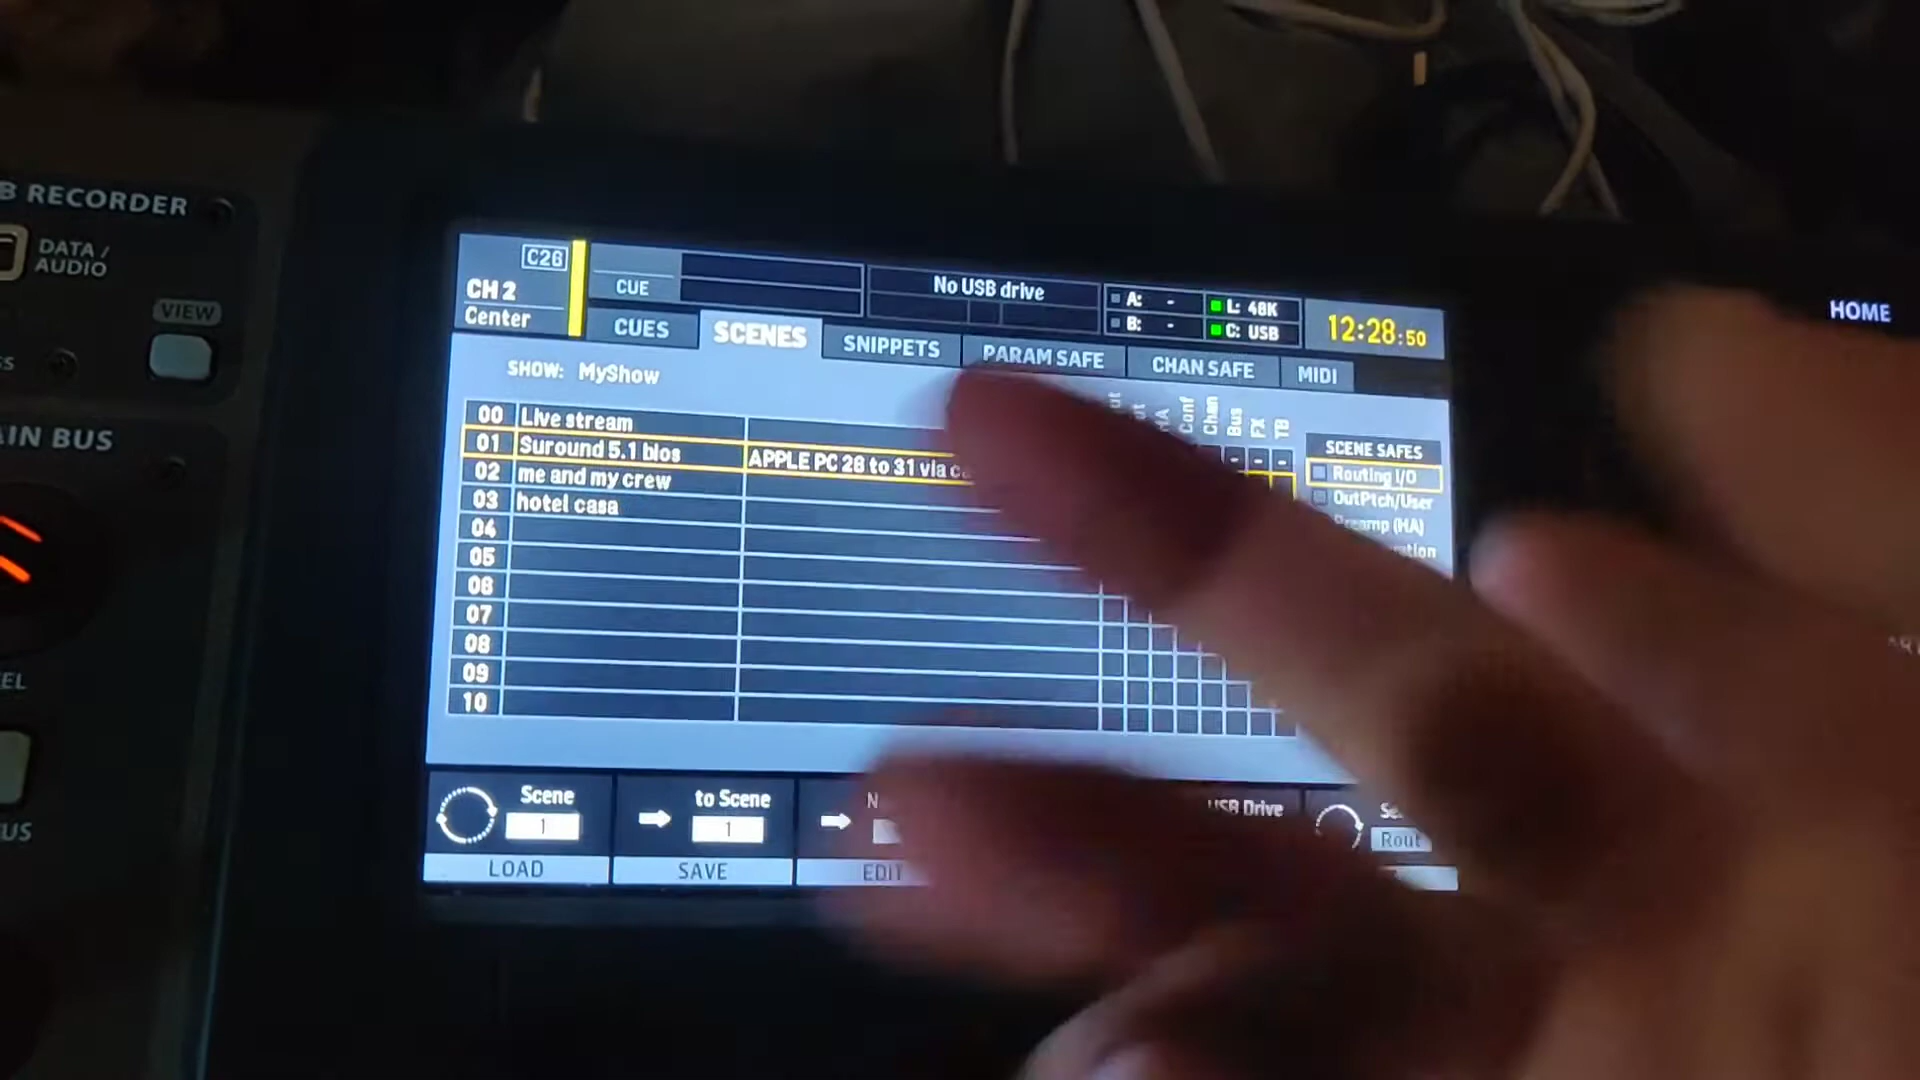 B RECORDER
DATA /
AUDIO
VIEW
AIN BUS
HOME
C26
CH 2
Center
CUE
No USB drive
A: -
B: -
L: 48K
C: USB
12:28:50
CUES
SCENES
SNIPPETS
PARAM SAFE
CHAN SAFE
MIDI
SHOW: MyShow
Conf
Chan
Bus
FX
TB
00 Live stream
01 Suround 5.1 bios APPLE PC 28 to 31 via
02 me and my crew
03 hotel casa
04
05
06
07
08
09
10
SCENE SAFES
Routing I/O
OutPtch/User
Preamp (HA)
Scene
1
LOAD
to Scene
1
SAVE
EDIT
USB Drive
Rout